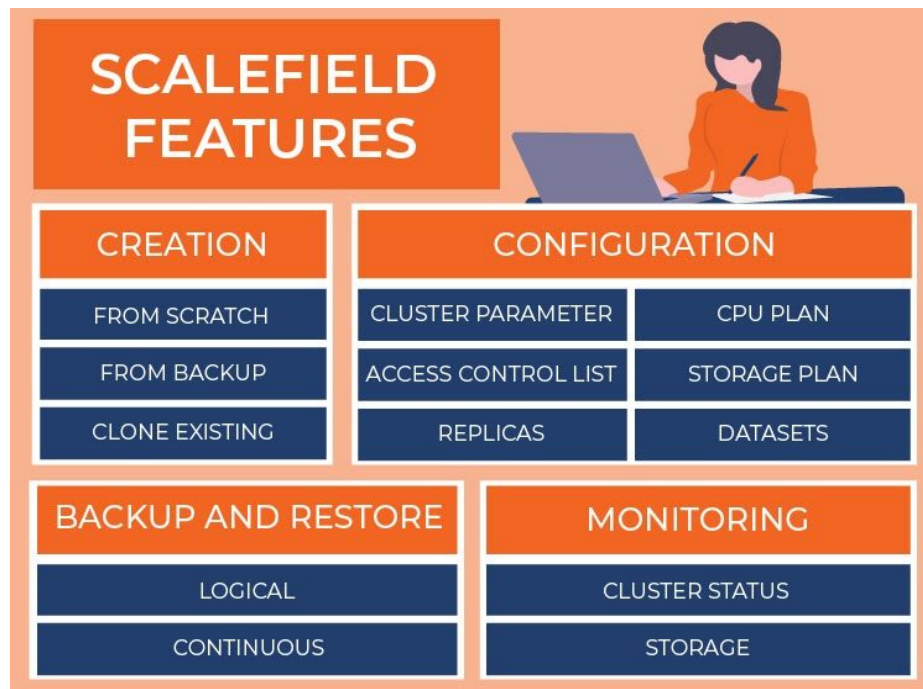 SCALEFIELD
FEATURES
CREATION
FROM SCRATCH
FROM BACKUP
CLONE EXISTING
CONFIGURATION
CLUSTER PARAMETER
CPU PLAN
ACCESS CONTROL LIST
STORAGE PLAN
REPLICAS
DATASETS
BACKUP AND RESTORE
LOGICAL
CONTINUOUS
MONITORING
CLUSTER STATUS
STORAGE